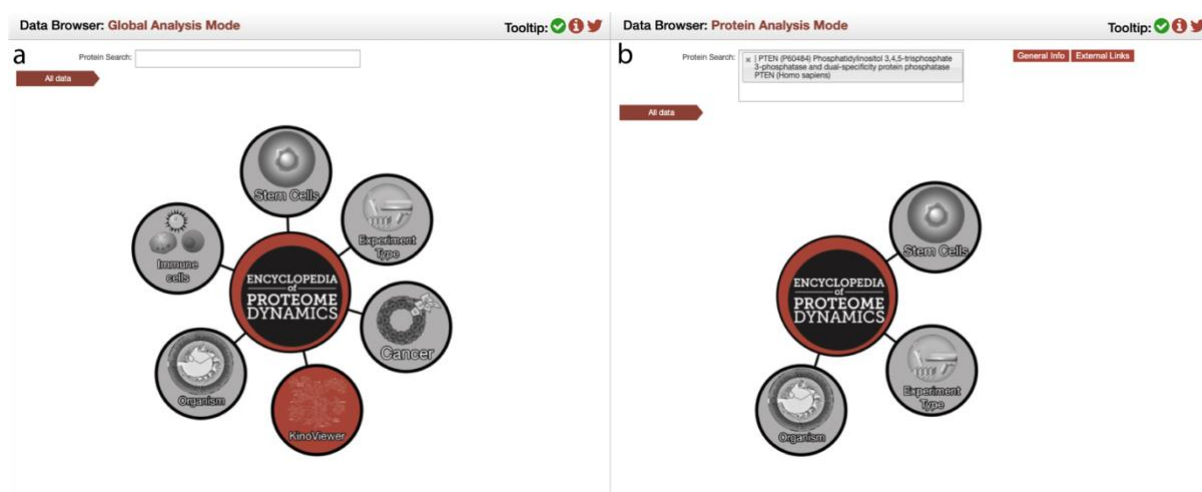 Data Browser: Global Analysis Mode
Tooltip:
a
Protein Search:
All data
Stem Cells
Experiment
Type
Immune
cells
ENCYCLOPEDIA
of
PROTEOME
DYNAMICS
Cancer
Organism
KinoViewer
Data Browser: Protein Analysis Mode
Tooltip:
b
Protein Search:
× | PTEN (P60484) Phosphatidylinositol 3,4,5-trisphosphate
3-phosphatase and dual-specificity protein phosphatase
PTEN (Homo sapiens)
General Info
External Links
All data
Stem Cells
ENCYCLOPEDIA
of
PROTEOME
DYNAMICS
Experiment
Type
Organism